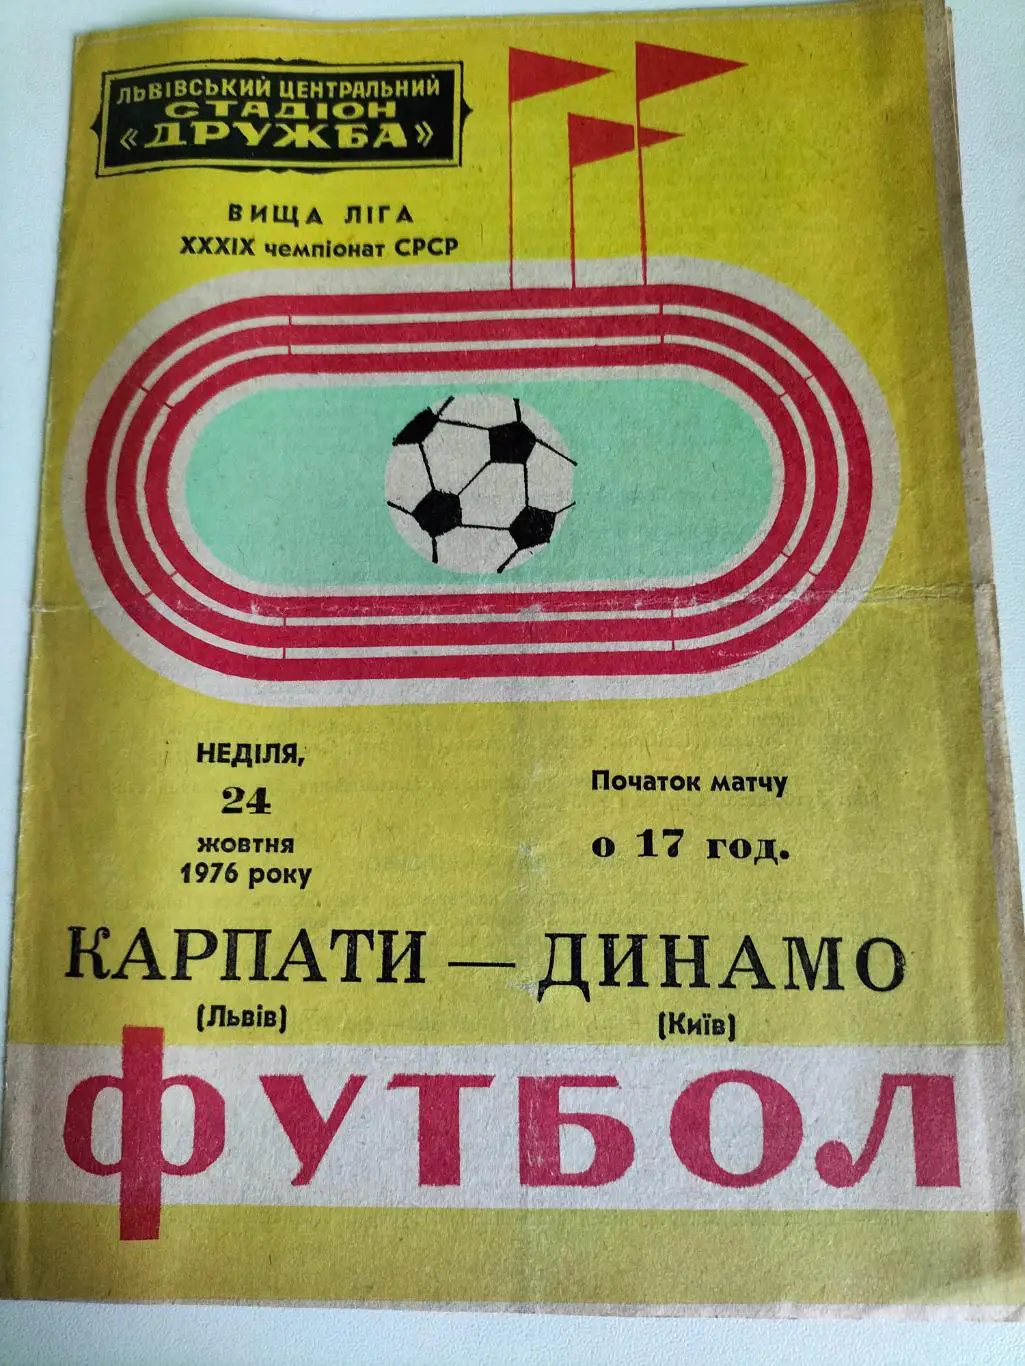 ЛЬВІВСЬКИЙ ЦЕНТРАЛЬНИЙ
СТАДІОН
«ДРУЖБА»
ВИЩА ЛІГА
XXXIX чемпіонат СРСР
НЕДІЛЯ,
24
жовтня
1976 року
Початок матчу
о 17 год.
КАРПАТИ — ДИНАМО
(Львів) (Київ)
ФУТБОЛ